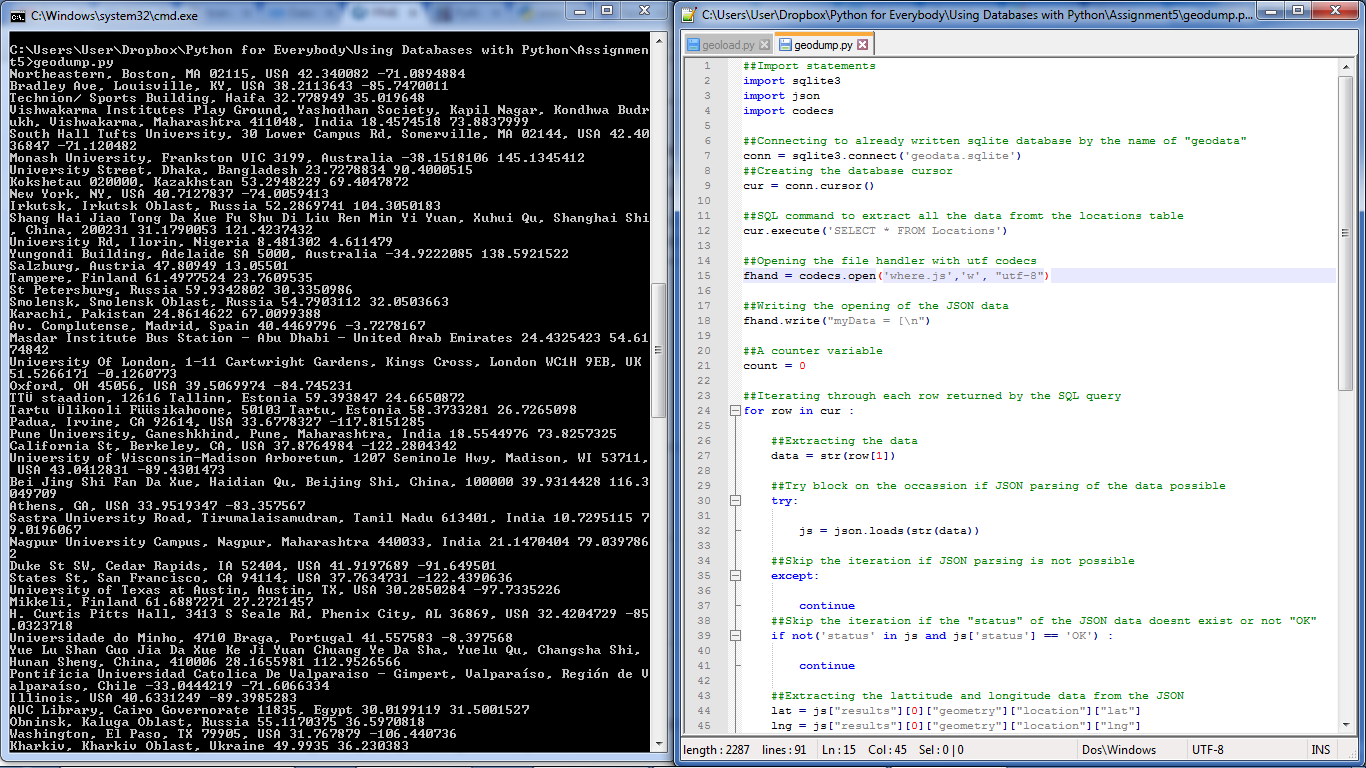 C:\Windows\system32\cmd.exe
C:\Users\User\Dropbox\Python for Everybody\Using Databases with Python\Assignmen
t5>geodump.py
Northeastern, Boston, MA 02115, USA 42.340082 -71.0894884
Bradley Ave, Louisville, KY, USA 38.2113643 -85.7470011
Technion/ Sports Building, Haifa 32.778949 35.019648
Vishwakarma Institutes Play Ground, Yashodhan Society, Kapil Nagar, Kondhwa Budr
ukh, Vishwakarma, Maharashtra 411048, India 18.4574518 73.8837999
South Hall Tufts University, 30 Lower Campus Rd, Somerville, MA 02144, USA 42.40
36847 -71.120482
Monash University, Frankston VIC 3199, Australia -38.1518106 145.1345412
University Street, Dhaka, Bangladesh 23.7278834 90.4000515
Kokshetau 020000, Kazakhstan 53.2948229 69.4047872
New York, NY, USA 40.7127837 -74.0059413
Irkutsk, Irkutsk Oblast, Russia 52.2869741 104.3050183
Shang Hai Jiao Tong Da Xue Fu Shu Di Liu Ren Min Yi Yuan, Xuhui Qu, Shanghai Shi
, China, 200231 31.1790053 121.4237432
University Rd, Ilorin, Nigeria 8.481302 4.611479
Yungondi Building, Adelaide SA 5000, Australia -34.9222085 138.5921522
Salzburg, Austria 47.80949 13.05501
Tampere, Finland 61.4977524 23.7609535
St Petersburg, Russia 59.9342802 30.3350986
Smolensk, Smolensk Oblast, Russia 54.7903112 32.0503663
Karachi, Pakistan 24.8614622 67.0099388
Av. Complutense, Madrid, Spain 40.4469796 -3.7278167
Masdar Institute Bus Station - Abu Dhabi - United Arab Emirates 24.4325423 54.61
74842
University Of London, 1-11 Cartwright Gardens, Kings Cross, London WC1H 9EB, UK
51.5266171 -0.1260773
Oxford, OH 45056, USA 39.5069974 -84.745231
TTÜ staadion, 12616 Tallinn, Estonia 59.393847 24.6650872
Tartu Ülikooli Füüsikahoone, 50103 Tartu, Estonia 58.3733281 26.7265098
Padua, Irvine, CA 92614, USA 33.6778327 -117.8151285
Pune University, Ganeshkhind, Pune, Maharashtra, India 18.5544976 73.8257325
California St, Berkeley, CA, USA 37.8764984 -122.2804342
University of Wisconsin-Madison Arboretum, 1207 Seminole Hwy, Madison, WI 53711,
 USA 43.0412831 -89.4301473
Bei Jing Shi Fan Da Xue, Haidian Qu, Beijing Shi, China, 100000 39.9314428 116.3
049709
Athens, GA, USA 33.9519347 -83.357567
Sastra University Road, Tirumalaisamudram, Tamil Nadu 613401, India 10.7295115 7
9.0196067
Nagpur University Campus, Nagpur, Maharashtra 440033, India 21.1470404 79.039786
2
Duke St SW, Cedar Rapids, IA 52404, USA 41.9197689 -91.649501
States St, San Francisco, CA 94114, USA 37.7634731 -122.4390636
University of Texas at Austin, Austin, TX, USA 30.2850284 -97.7335226
Mikkeli, Finland 61.6887271 27.2721457
H. Curtis Pitts Hall, 3413 S Seale Rd, Phenix City, AL 36869, USA 32.4204729 -85
.0323718
Universidade do Minho, 4710 Braga, Portugal 41.557583 -8.397568
Yue Lu Shan Guo Jia Da Xue Ke Ji Yuan Chuang Ye Da Sha, Yuelu Qu, Changsha Shi,
Hunan Sheng, China, 410006 28.1655981 112.9526566
Pontificia Universidad Catolica De Valparaiso - Gimpert, Valparaíso, Región de V
alparaíso, Chile -33.0444219 -71.6066334
Illinois, USA 40.6331249 -89.3985283
AUC Library, Cairo Governorate 11835, Egypt 30.0199119 31.5001527
Obninsk, Kaluga Oblast, Russia 55.1170375 36.5970818
Washington, El Paso, TX 79905, USA 31.767879 -106.440736
Kharkiv, Kharkiv Oblast, Ukraine 49.9935 36.230383
C:\Users\User\Dropbox\Python for Everybody\Using Databases with Python\Assignment5\geodump.p...
geoload.py geodump.py
1 ##Import statements
2 import sqlite3
3 import json
4 import codecs
5
6 ##Connecting to already written sqlite database by the name of "geodata"
7 conn = sqlite3.connect('geodata.sqlite')
8 ##Creating the database cursor
9 cur = conn.cursor()
10
11 ##SQL command to extract all the data fromt the locations table
12 cur.execute('SELECT * FROM Locations')
13
14 ##Opening the file handler with utf codecs
15 fhand = codecs.open('where.js','w', "utf-8")
16
17 ##Writing the opening of the JSON data
18 fhand.write("myData = [\n")
19
20 ##A counter variable
21 count = 0
22
23 ##Iterating through each row returned by the SQL query
24 for row in cur :
25
26 ##Extracting the data
27 data = str(row[1])
28
29 ##Try block on the occassion if JSON parsing of the data possible
30 try:
31
32 js = json.loads(str(data))
33
34 ##Skip the iteration if JSON parsing is not possible
35 except:
36
37 continue
38 ##Skip the iteration if the "status" of the JSON data doesnt exist or not "OK"
39 if not('status' in js and js['status'] == 'OK') :
40
41 continue
42
43 ##Extracting the lattitude and longitude data from the JSON
44 lat = js["results"][0]["geometry"]["location"]["lat"]
45 lng = js["results"][0]["geometry"]["location"]["lng"]
length : 2287 lines : 91 Ln : 15 Col : 45 Sel : 0 | 0 Dos\Windows UTF-8 INS